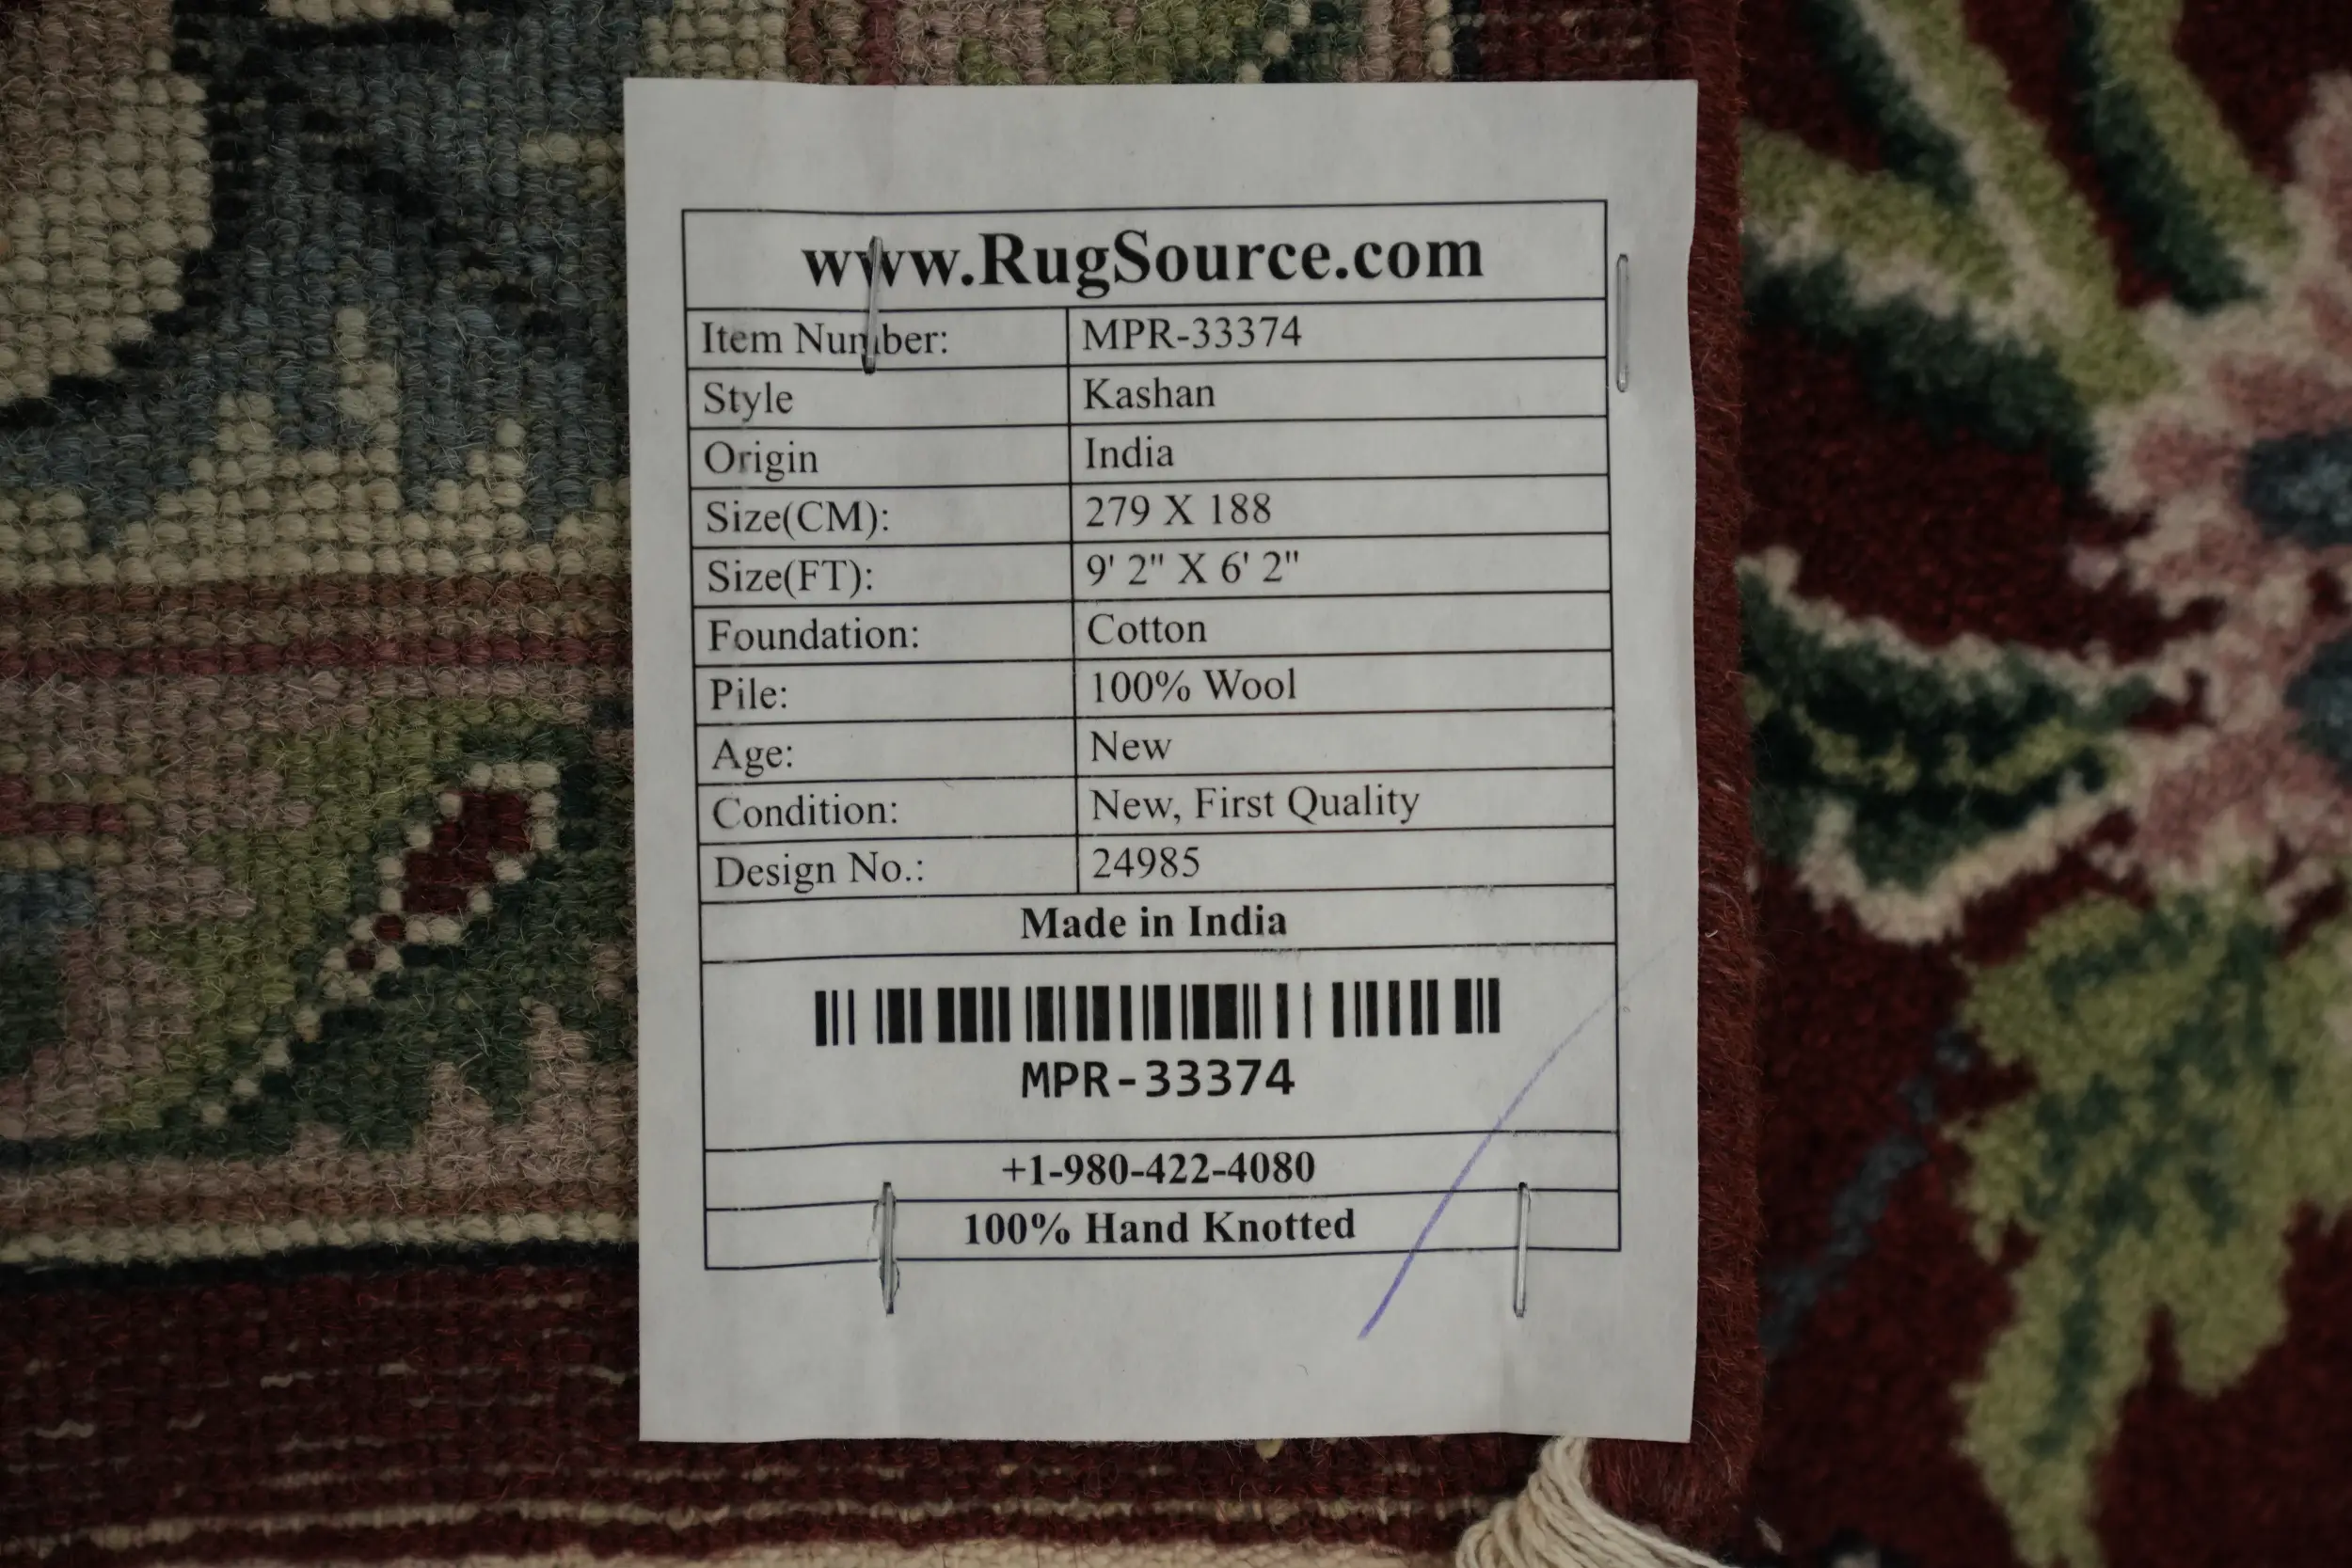 www.RugSource.com
Item Number: MPR-33374
Style Kashan
Origin India
Size(CM): 279 X 188
Size(FT): 9' 2" X 6' 2"
Foundation: Cotton
Pile: 100% Wool
Age: New
Condition: New, First Quality
Design No.: 24985
Made in India
MPR-33374
+1-980-422-4080
100% Hand Knotted